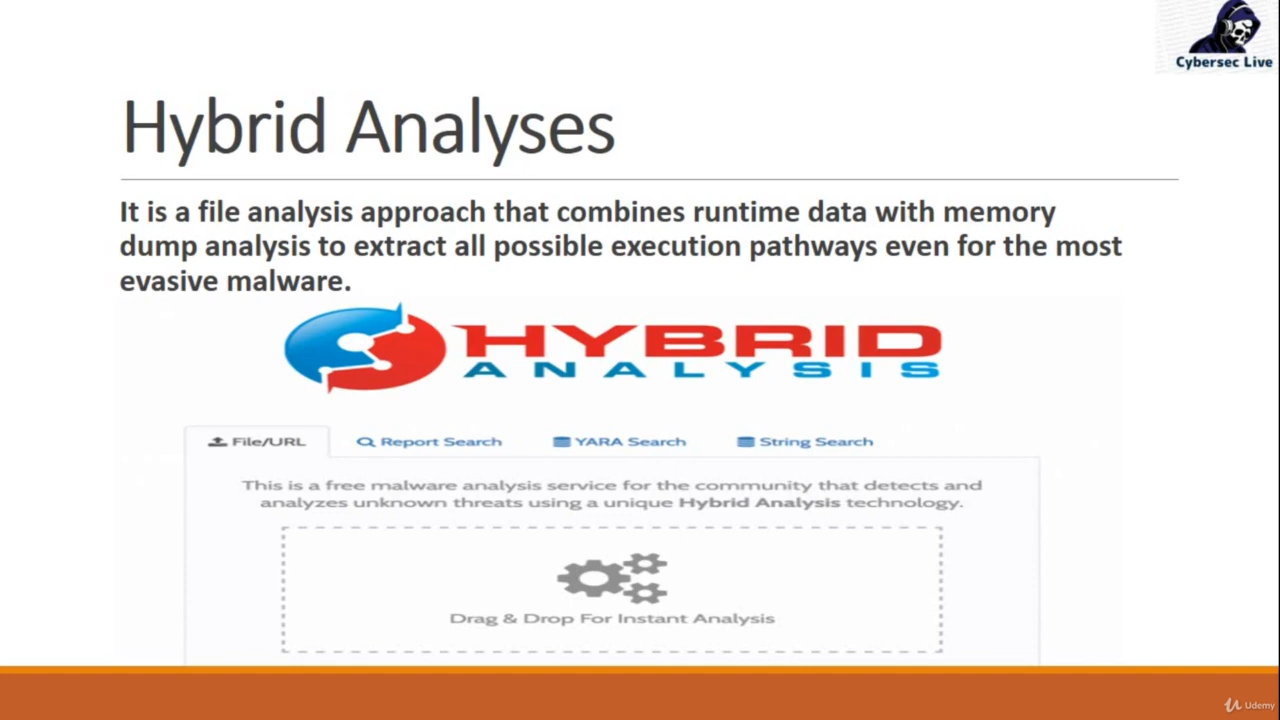 Cybersec Live
Hybrid Analyses
It is a file analysis approach that combines runtime data with memory
dump analysis to extract all possible execution pathways even for the most
evasive malware.
HYBRID
ANALYSIS
File/URL
Report Search
YARA Search
String Search
This is a free malware analysis service for the community that detects and
analyzes unknown threats using a unique Hybrid Analysis technology.
Drag & Drop For Instant Analysis
Udemy